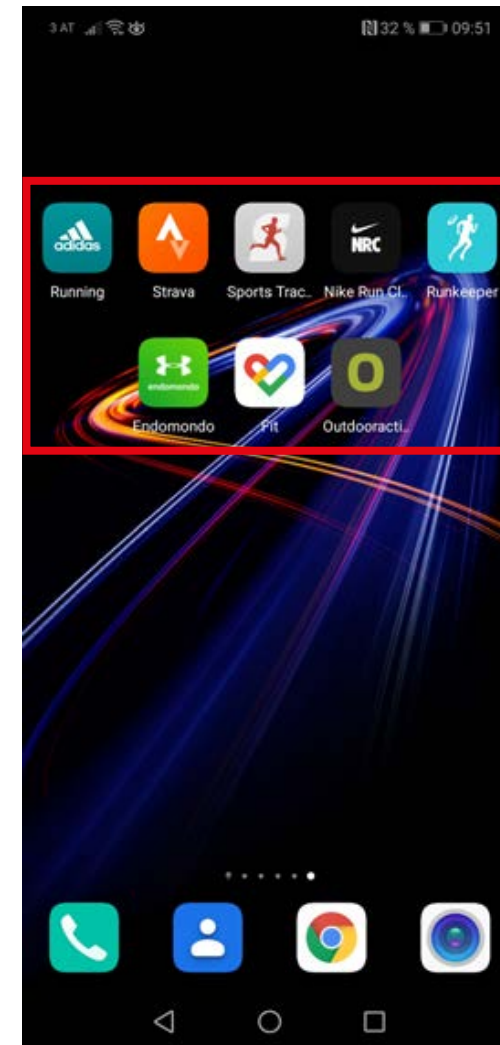 3 AT 32 % 09:51
adidas NRC
Running Strava Sports Trac.. Nike Run Cl.. Runkeeper
endomondo
Endomondo Fit Outdooracti..